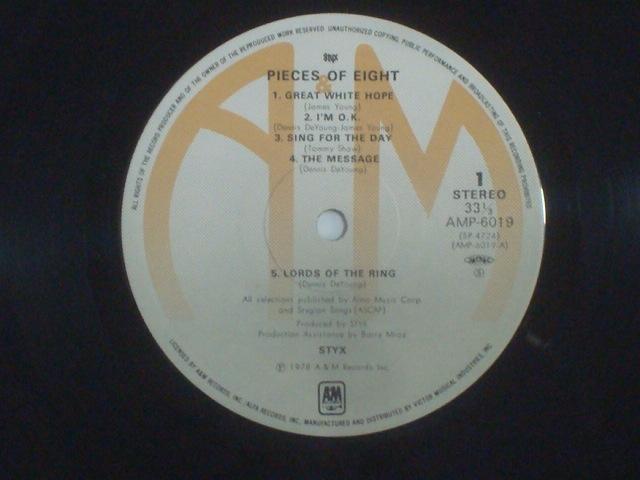 ALL RIGHTS OF THE RECORD PRODUCER AND OF THE OWNER OF THE REPRODUCED WORK RESERVED. UNAUTHORIZED COPYING, PUBLIC PERFORMANCE AND BROADCASTING OF THIS RECORDING PROHIBITED
Styx
PIECES OF EIGHT
1. GREAT WHITE HOPE
(James Young)
2. I'M O.K.
(Dennis DeYoung-James Young)
3. SING FOR THE DAY
(Tommy Shaw)
4. THE MESSAGE
(Dennis DeYoung)
1
STEREO
33⅓
AMP-6019
(SP-4724)
(AMP-6019-A)
(S)
5. LORDS OF THE RING
(Dennis DeYoung)
All selections published by Almo Music Corp.
and Stygian Songs (ASCAP)
Produced by STYX
Production Assistance by Barry Mraz
STYX
Ⓟ 1978 A&M Records Inc.
A&M
LICENSED BY A&M RECORDS, INC./ALFA RECORDS, INC., MANUFACTURED AND DISTRIBUTED BY VICTOR MUSICAL INDUSTRIES, INC.